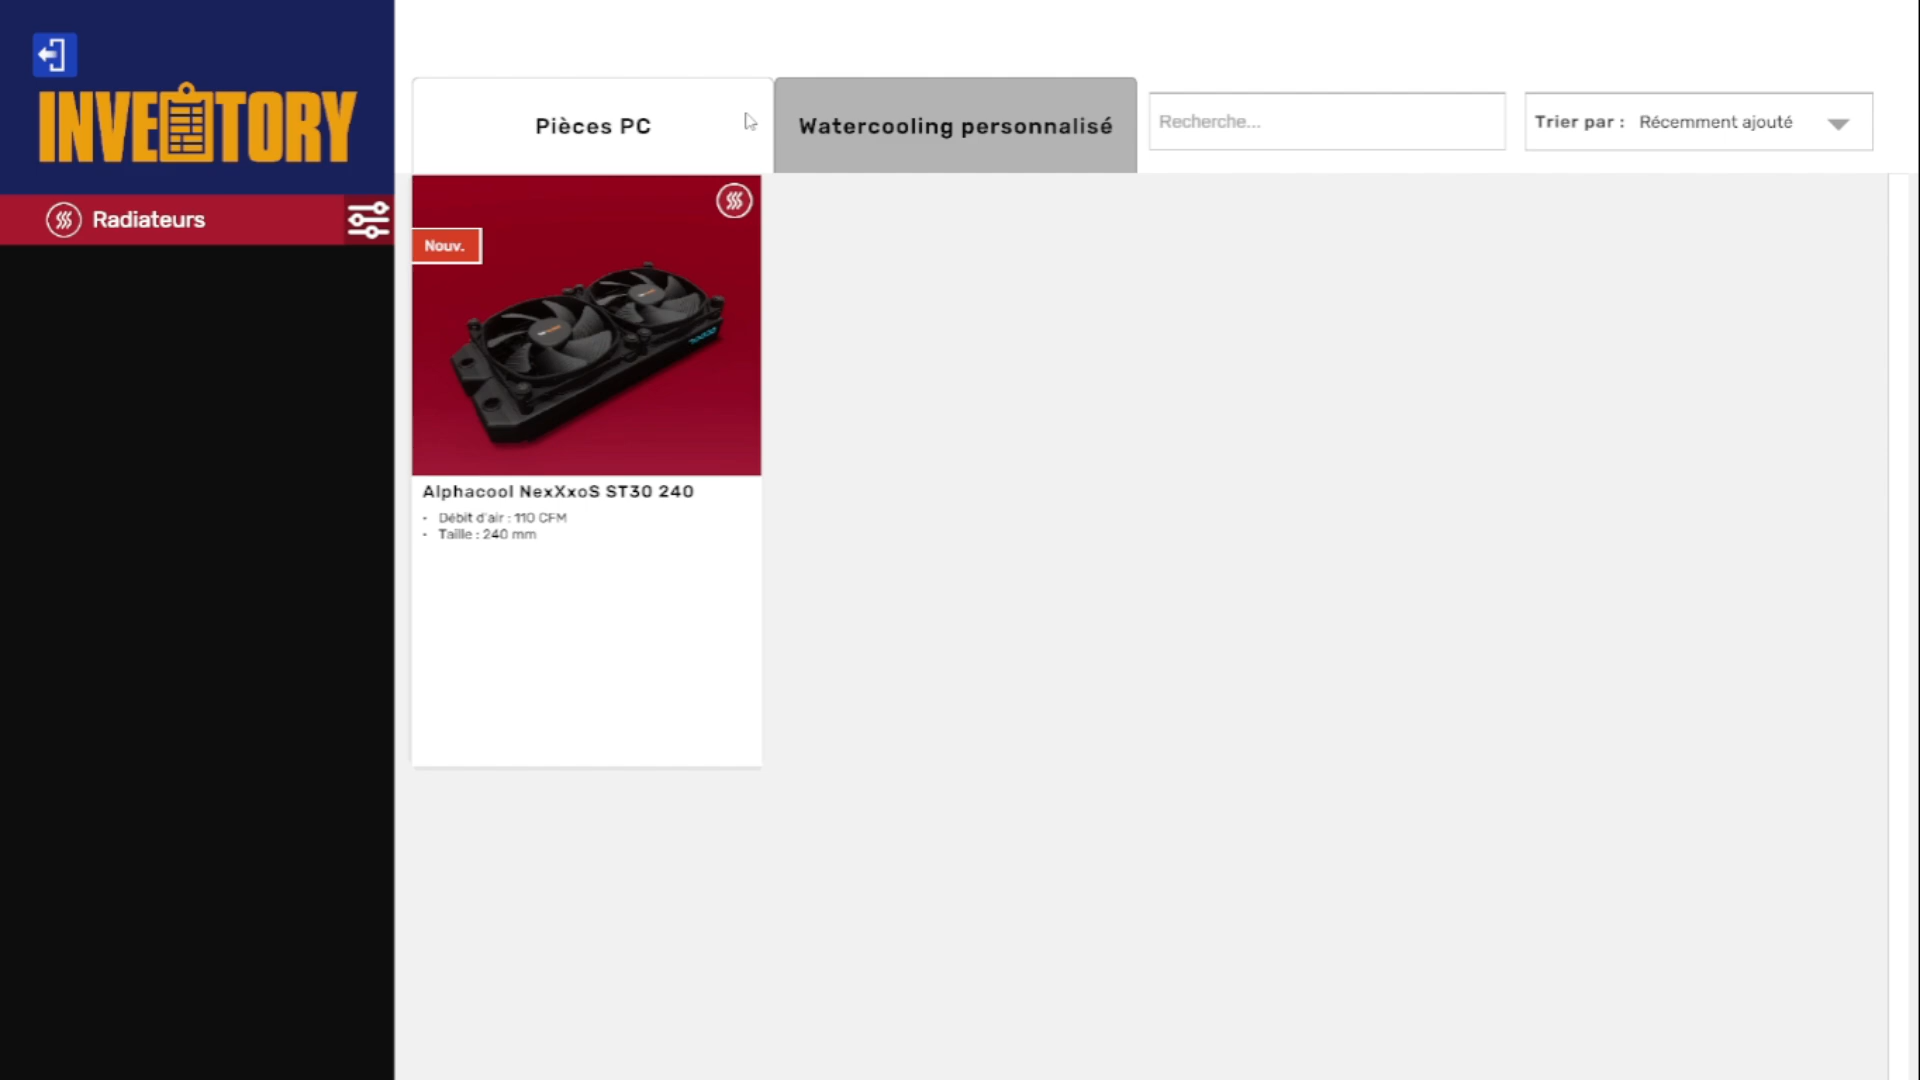 INVENTORY
Radiateurs
Pièces PC
Watercooling personnalisé
Recherche...
Trier par : Récemment ajouté
Nouv.
Alphacool NexXxoS ST30 240
- Débit d'air : 110 CFM
- Taille : 240 mm